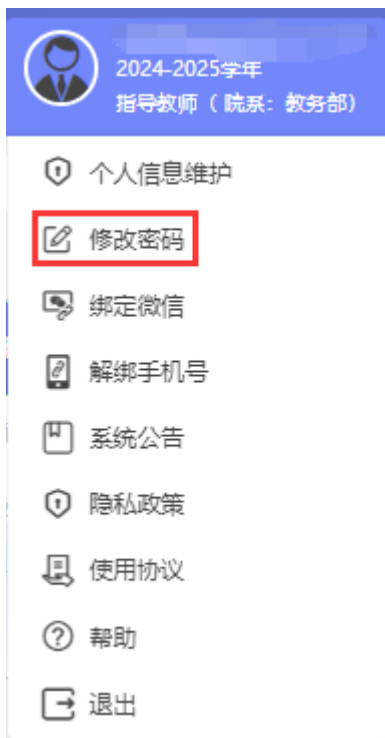 2024-2025学年
指导教师（院系：教务部）
个人信息维护
修改密码
绑定微信
解绑手机号
系统公告
隐私政策
使用协议
帮助
退出